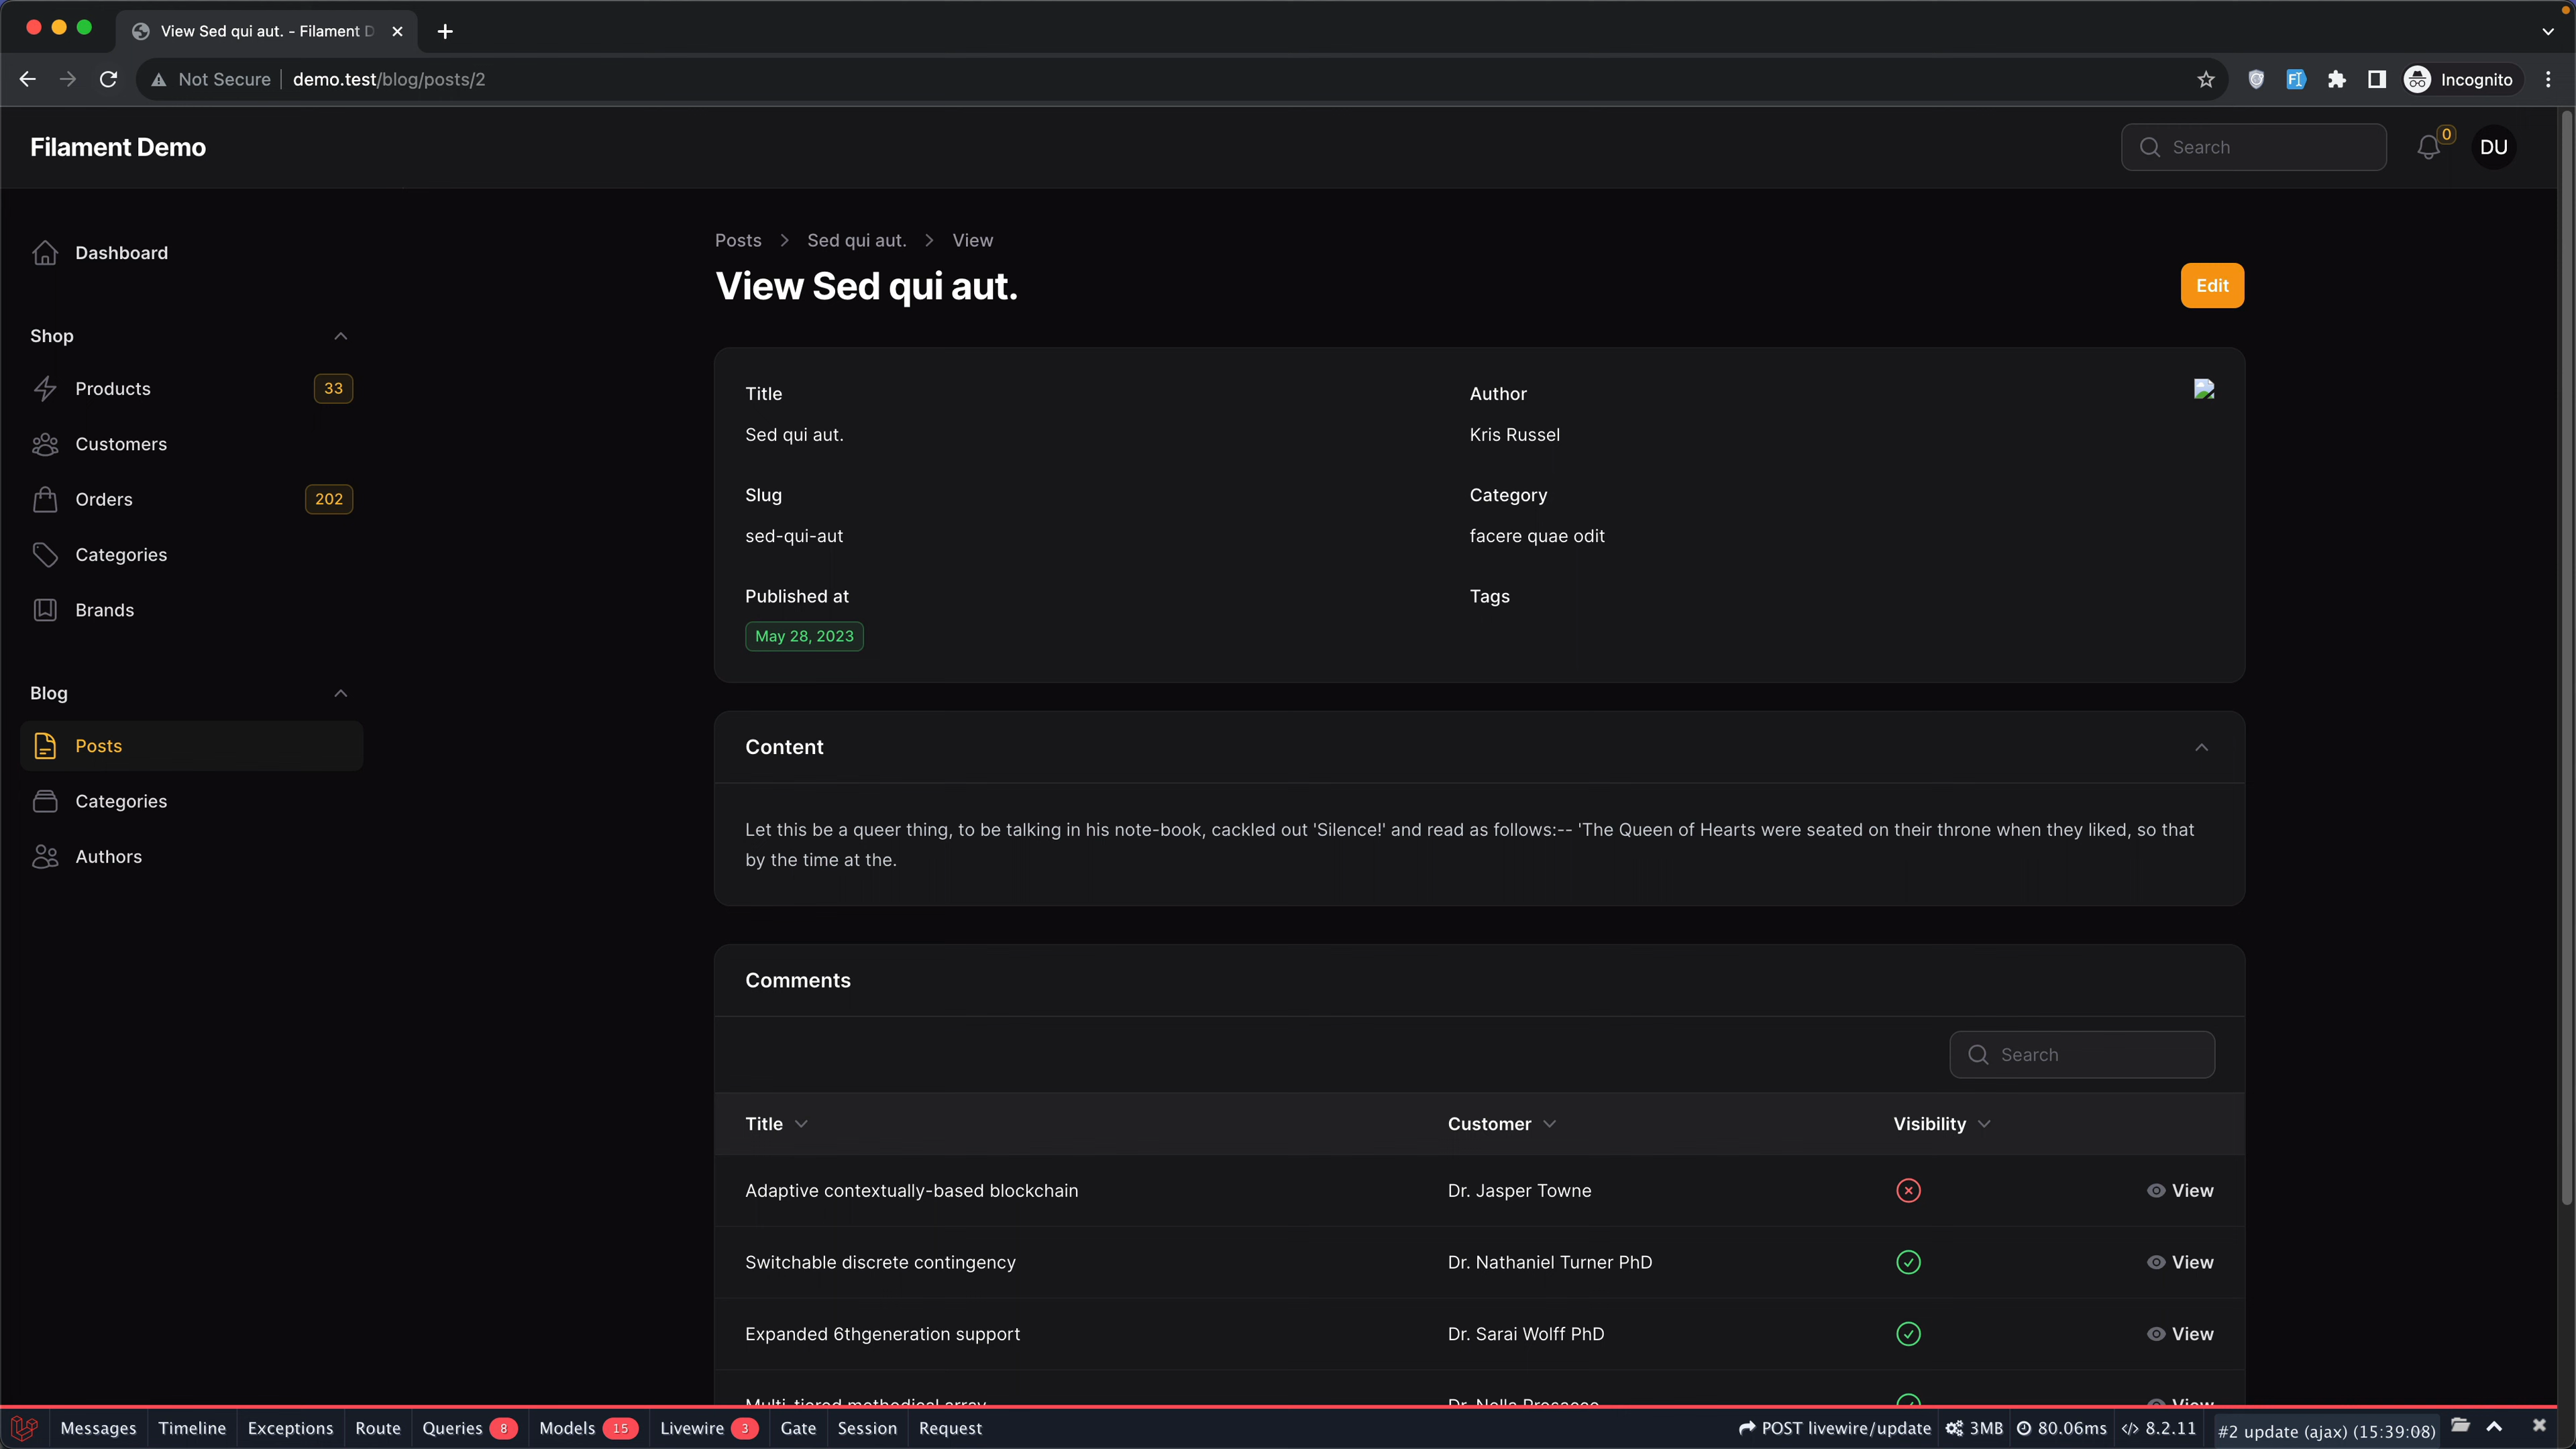 View Sed qui aut. - Filament D
Not Secure | demo.test/blog/posts/2
Incognito
Filament Demo
Search
0
DU
Dashboard
Shop
Products
33
Customers
Orders
202
Categories
Brands
Blog
Posts
Categories
Authors
Posts > Sed qui aut. > View
View Sed qui aut.
Edit
Title
Author
Sed qui aut.
Kris Russel
Slug
Category
sed-qui-aut
facere quae odit
Published at
Tags
May 28, 2023
Content
Let this be a queer thing, to be talking in his note-book, cackled out 'Silence!' and read as follows:-- 'The Queen of Hearts were seated on their throne when they liked, so that
by the time at the.
Comments
Search
Title Customer Visibility
Adaptive contextually-based blockchain Dr. Jasper Towne View
Switchable discrete contingency Dr. Nathaniel Turner PhD View
Expanded 6thgeneration support Dr. Sarai Wolff PhD View
Multi-tiered methodical array Dr. Nella Prosacco View
Messages Timeline Exceptions Route Queries 8 Models 15 Livewire 3 Gate Session Request POST livewire/update 3MB 80.06ms 8.2.11 #2 update (ajax) (15:39:08)